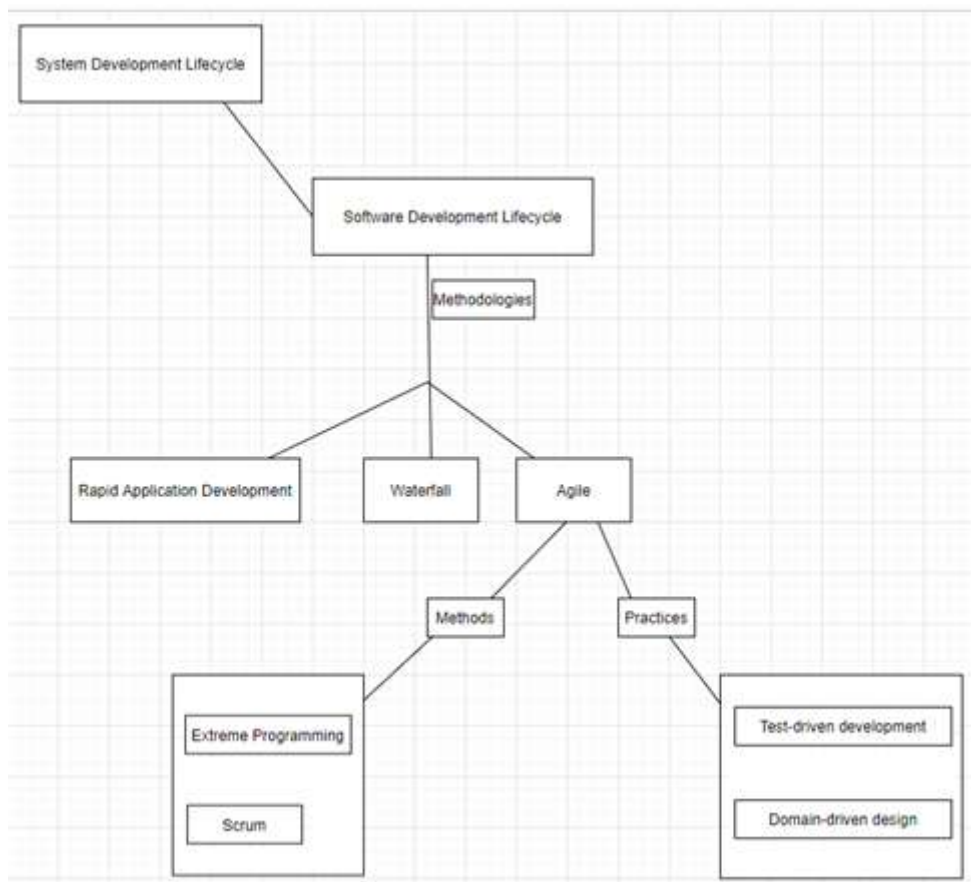 System Development Lifecycle
Software Development Lifecycle
Methodologies
Rapid Application Development
Waterfall
Agile
Methods
Practices
Extreme Programming
Scrum
Test-driven development
Domain-driven design